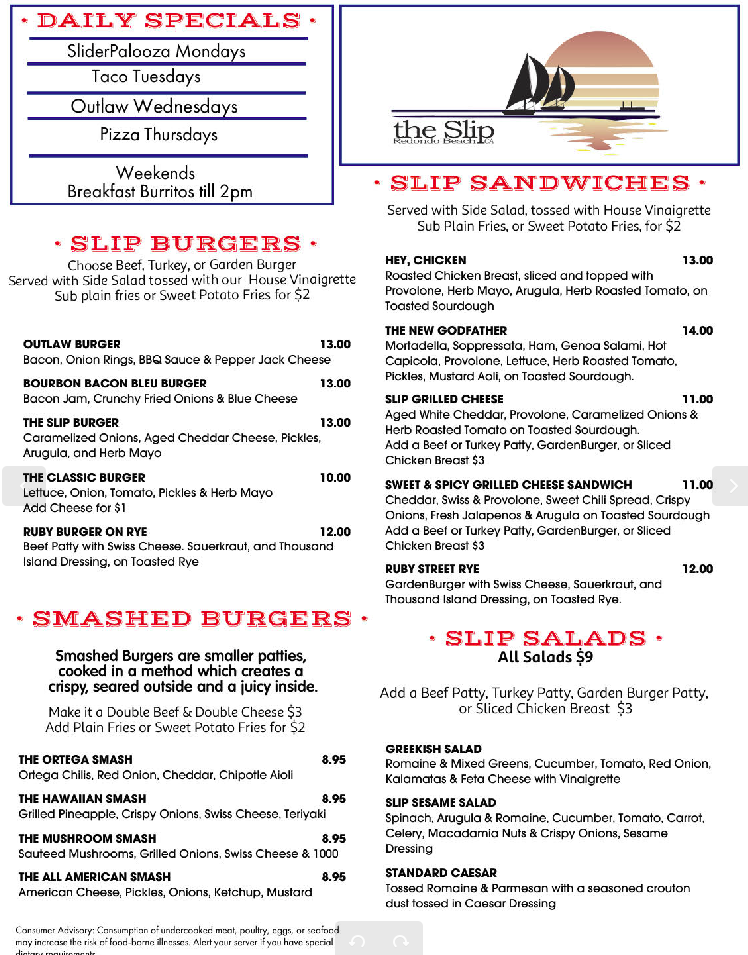 • DAILY SPECIALS •
SliderPalooza Mondays
Taco Tuesdays
Outlaw Wednesdays
Pizza Thursdays
Weekends
Breakfast Burritos till 2pm
• SLIP BURGERS •
Choose Beef, Turkey, or Garden Burger
Served with Side Salad tossed with our House Vinaigrette
Sub plain fries or Sweet Potato Fries for $2
OUTLAW BURGER 13.00
Bacon, Onion Rings, BBQ Sauce & Pepper Jack Cheese
BOURBON BACON BLEU BURGER 13.00
Bacon Jam, Crunchy Fried Onions & Blue Cheese
THE SLIP BURGER 13.00
Caramelized Onions, Aged Cheddar Cheese, Pickles,
Arugula, and Herb Mayo
THE CLASSIC BURGER 10.00
Lettuce, Onion, Tomato, Pickles & Herb Mayo
Add Cheese for $1
RUBY BURGER ON RYE 12.00
Beef Patty with Swiss Cheese. Sauerkraut, and Thousand
Island Dressing, on Toasted Rye
• SMASHED BURGERS •
Smashed Burgers are smaller patties,
cooked in a method which creates a
crispy, seared outside and a juicy inside.
Make it a Double Beef & Double Cheese $3
Add Plain Fries or Sweet Potato Fries for $2
THE ORTEGA SMASH 8.95
Ortega Chilis, Red Onion, Cheddar, Chipotle Aioli
THE HAWAIIAN SMASH 8.95
Grilled Pineapple, Crispy Onions, Swiss Cheese, Teriyaki
THE MUSHROOM SMASH 8.95
Sauteed Mushrooms, Grilled Onions, Swiss Cheese & 1000
THE ALL AMERICAN SMASH 8.95
American Cheese, Pickles, Onions, Ketchup, Mustard
Consumer Advisory: Consumption of undercooked meat, poultry, eggs, or seafood
may increase the risk of food-borne illnesses. Alert your server if you have special
dietary requirements
the Slip
Redondo Beach, CA
• SLIP SANDWICHES •
Served with Side Salad, tossed with House Vinaigrette
Sub Plain Fries, or Sweet Potato Fries, for $2
HEY, CHICKEN 13.00
Roasted Chicken Breast, sliced and topped with
Provolone, Herb Mayo, Arugula, Herb Roasted Tomato, on
Toasted Sourdough
THE NEW GODFATHER 14.00
Mortadella, Soppressata, Ham, Genoa Salami, Hot
Capicola, Provolone, Lettuce, Herb Roasted Tomato,
Pickles, Mustard Aoli, on Toasted Sourdough.
SLIP GRILLED CHEESE 11.00
Aged White Cheddar, Provolone, Caramelized Onions &
Herb Roasted Tomato on Toasted Sourdough.
Add a Beef or Turkey Patty, GardenBurger, or Sliced
Chicken Breast $3
SWEET & SPICY GRILLED CHEESE SANDWICH 11.00
Cheddar, Swiss & Provolone, Sweet Chili Spread, Crispy
Onions, Fresh Jalapenos & Arugula on Toasted Sourdough
Add a Beef or Turkey Patty, GardenBurger, or Sliced
Chicken Breast $3
RUBY STREET RYE 12.00
GardenBurger with Swiss Cheese, Sauerkraut, and
Thousand Island Dressing, on Toasted Rye.
• SLIP SALADS •
All Salads $9
Add a Beef Patty, Turkey Patty, Garden Burger Patty,
or Sliced Chicken Breast $3
GREEKISH SALAD
Romaine & Mixed Greens, Cucumber, Tomato, Red Onion,
Kalamatas & Feta Cheese with Vinaigrette
SLIP SESAME SALAD
Spinach, Arugula & Romaine, Cucumber, Tomato, Carrot,
Celery, Macadamia Nuts & Crispy Onions, Sesame
Dressing
STANDARD CAESAR
Tossed Romaine & Parmesan with a seasoned crouton
dust tossed in Caesar Dressing